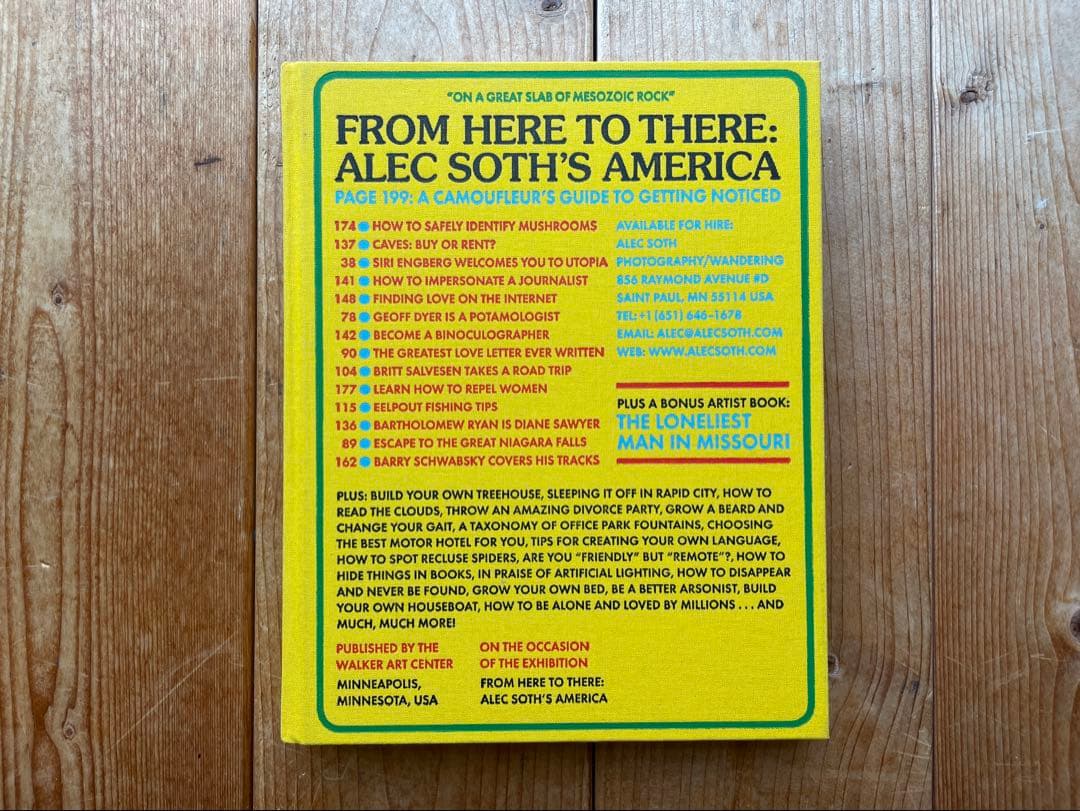 "ON A GREAT SLAB OF MESOZOIC ROCK"
FROM HERE TO THERE:
ALEC SOTH'S AMERICA
PAGE 199: A CAMOUFLEUR'S GUIDE TO GETTING NOTICED
174 HOW TO SAFELY IDENTIFY MUSHROOMS
137 CAVES: BUY OR RENT?
38 SIRI ENGBERG WELCOMES YOU TO UTOPIA
141 HOW TO IMPERSONATE A JOURNALIST
148 FINDING LOVE ON THE INTERNET
78 GEOFF DYER IS A POTAMOLOGIST
142 BECOME A BINOCULOGRAPHER
90 THE GREATEST LOVE LETTER EVER WRITTEN
104 BRITT SALVESEN TAKES A ROAD TRIP
177 LEARN HOW TO REPEL WOMEN
115 EELPOUT FISHING TIPS
136 BARTHOLOMEW RYAN IS DIANE SAWYER
89 ESCAPE TO THE GREAT NIAGARA FALLS
162 BARRY SCHWABSKY COVERS HIS TRACKS
AVAILABLE FOR HIRE:
ALEC SOTH
PHOTOGRAPHY/WANDERING
856 RAYMOND AVENUE #D
SAINT PAUL, MN 55114 USA
TEL: +1 (651) 646-1678
EMAIL: ALEC@ALECSOTH.COM
WEB: WWW.ALECSOTH.COM
PLUS A BONUS ARTIST BOOK:
THE LONELIEST
MAN IN MISSOURI
PLUS: BUILD YOUR OWN TREEHOUSE, SLEEPING IT OFF IN RAPID CITY, HOW TO
READ THE CLOUDS, THROW AN AMAZING DIVORCE PARTY, GROW A BEARD AND
CHANGE YOUR GAIT, A TAXONOMY OF OFFICE PARK FOUNTAINS, CHOOSING
THE BEST MOTOR HOTEL FOR YOU, TIPS FOR CREATING YOUR OWN LANGUAGE,
HOW TO SPOT RECLUSE SPIDERS, ARE YOU "FRIENDLY" BUT "REMOTE"?, HOW TO
HIDE THINGS IN BOOKS, IN PRAISE OF ARTIFICIAL LIGHTING, HOW TO DISAPPEAR
AND NEVER BE FOUND, GROW YOUR OWN BED, BE A BETTER ARSONIST, BUILD
YOUR OWN HOUSEBOAT, HOW TO BE ALONE AND LOVED BY MILLIONS . . . AND
MUCH, MUCH MORE!
PUBLISHED BY THE
WALKER ART CENTER
MINNEAPOLIS,
MINNESOTA, USA
ON THE OCCASION
OF THE EXHIBITION
FROM HERE TO THERE:
ALEC SOTH'S AMERICA